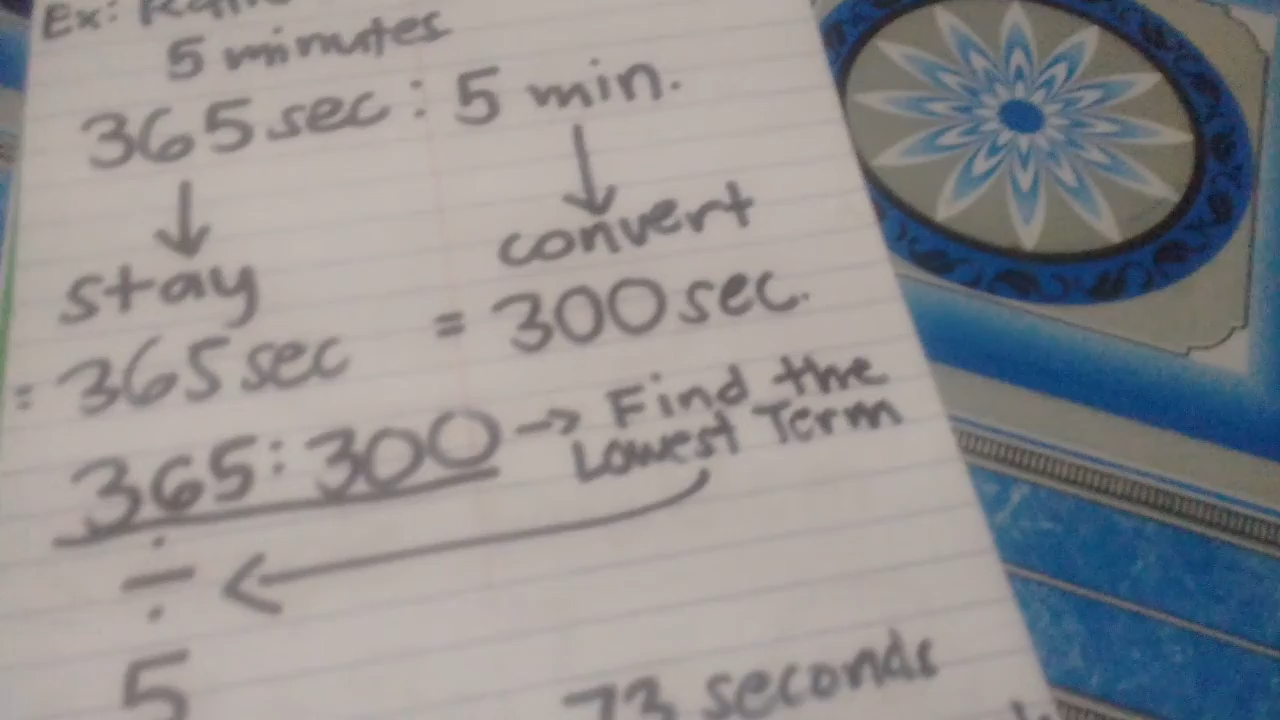 Ex:
5 minutes
365 sec : 5 min.
stay
convert
= 365 sec
= 300 sec.
365:300 → Find the
Lowest Term
÷
5
73 seconds